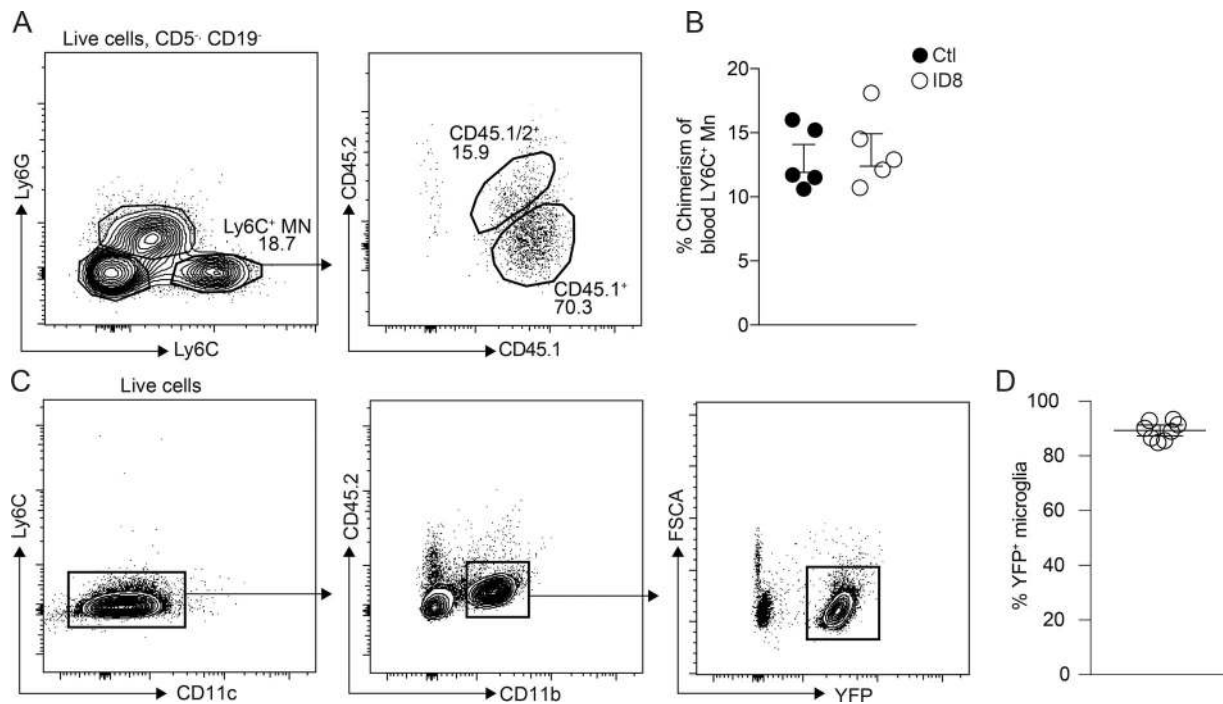 A
Live cells, CD5⁻, CD19⁻
Ly6G
Ly6C⁺ MN
18.7
Ly6C
CD45.2
CD45.1/2⁺
15.9
CD45.1⁺
70.3
CD45.1
B
Ctl
ID8
% Chimerism of
blood LY6C⁺ Mn
20
15
10
5
0
C
Live cells
Ly6C
CD11c
CD45.2
CD11b
FSCA
YFP
D
% YFP⁺ microglia
100
80
60
40
20
0